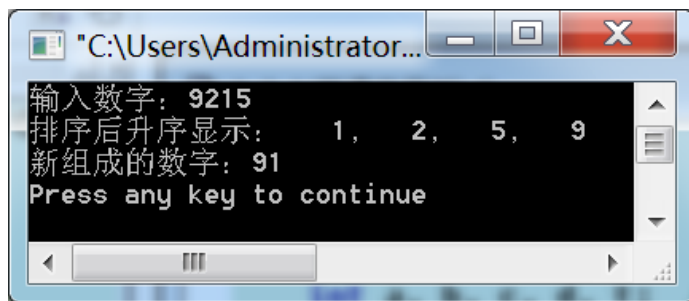 "C:\Users\Administrator...
输入数字：9215
排序后升序显示：    1,   2,   5,   9
新组成的数字：91
Press any key to continue